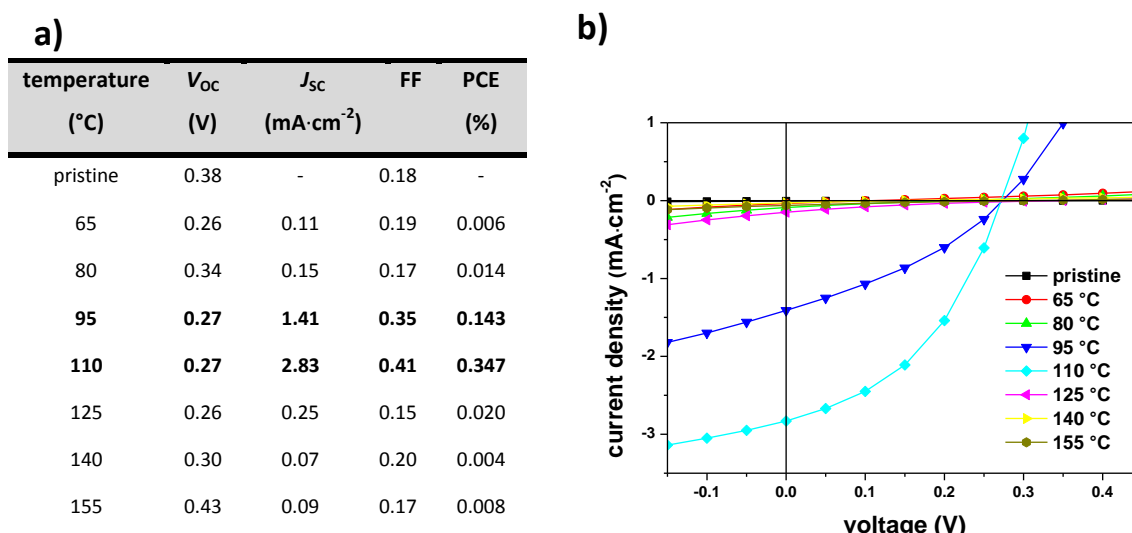 a)
temperature V_OC J_SC FF PCE
(°C) (V) (mA·cm⁻²) (%)
pristine 0.38 - 0.18 -
65 0.26 0.11 0.19 0.006
80 0.34 0.15 0.17 0.014
95 0.27 1.41 0.35 0.143
110 0.27 2.83 0.41 0.347
125 0.26 0.25 0.15 0.020
140 0.30 0.07 0.20 0.004
155 0.43 0.09 0.17 0.008
b)
current density (mA·cm⁻²)
1
0
-1
-2
-3
pristine
65 °C
80 °C
95 °C
110 °C
125 °C
140 °C
155 °C
-0.1 0.0 0.1 0.2 0.3 0.4
voltage (V)